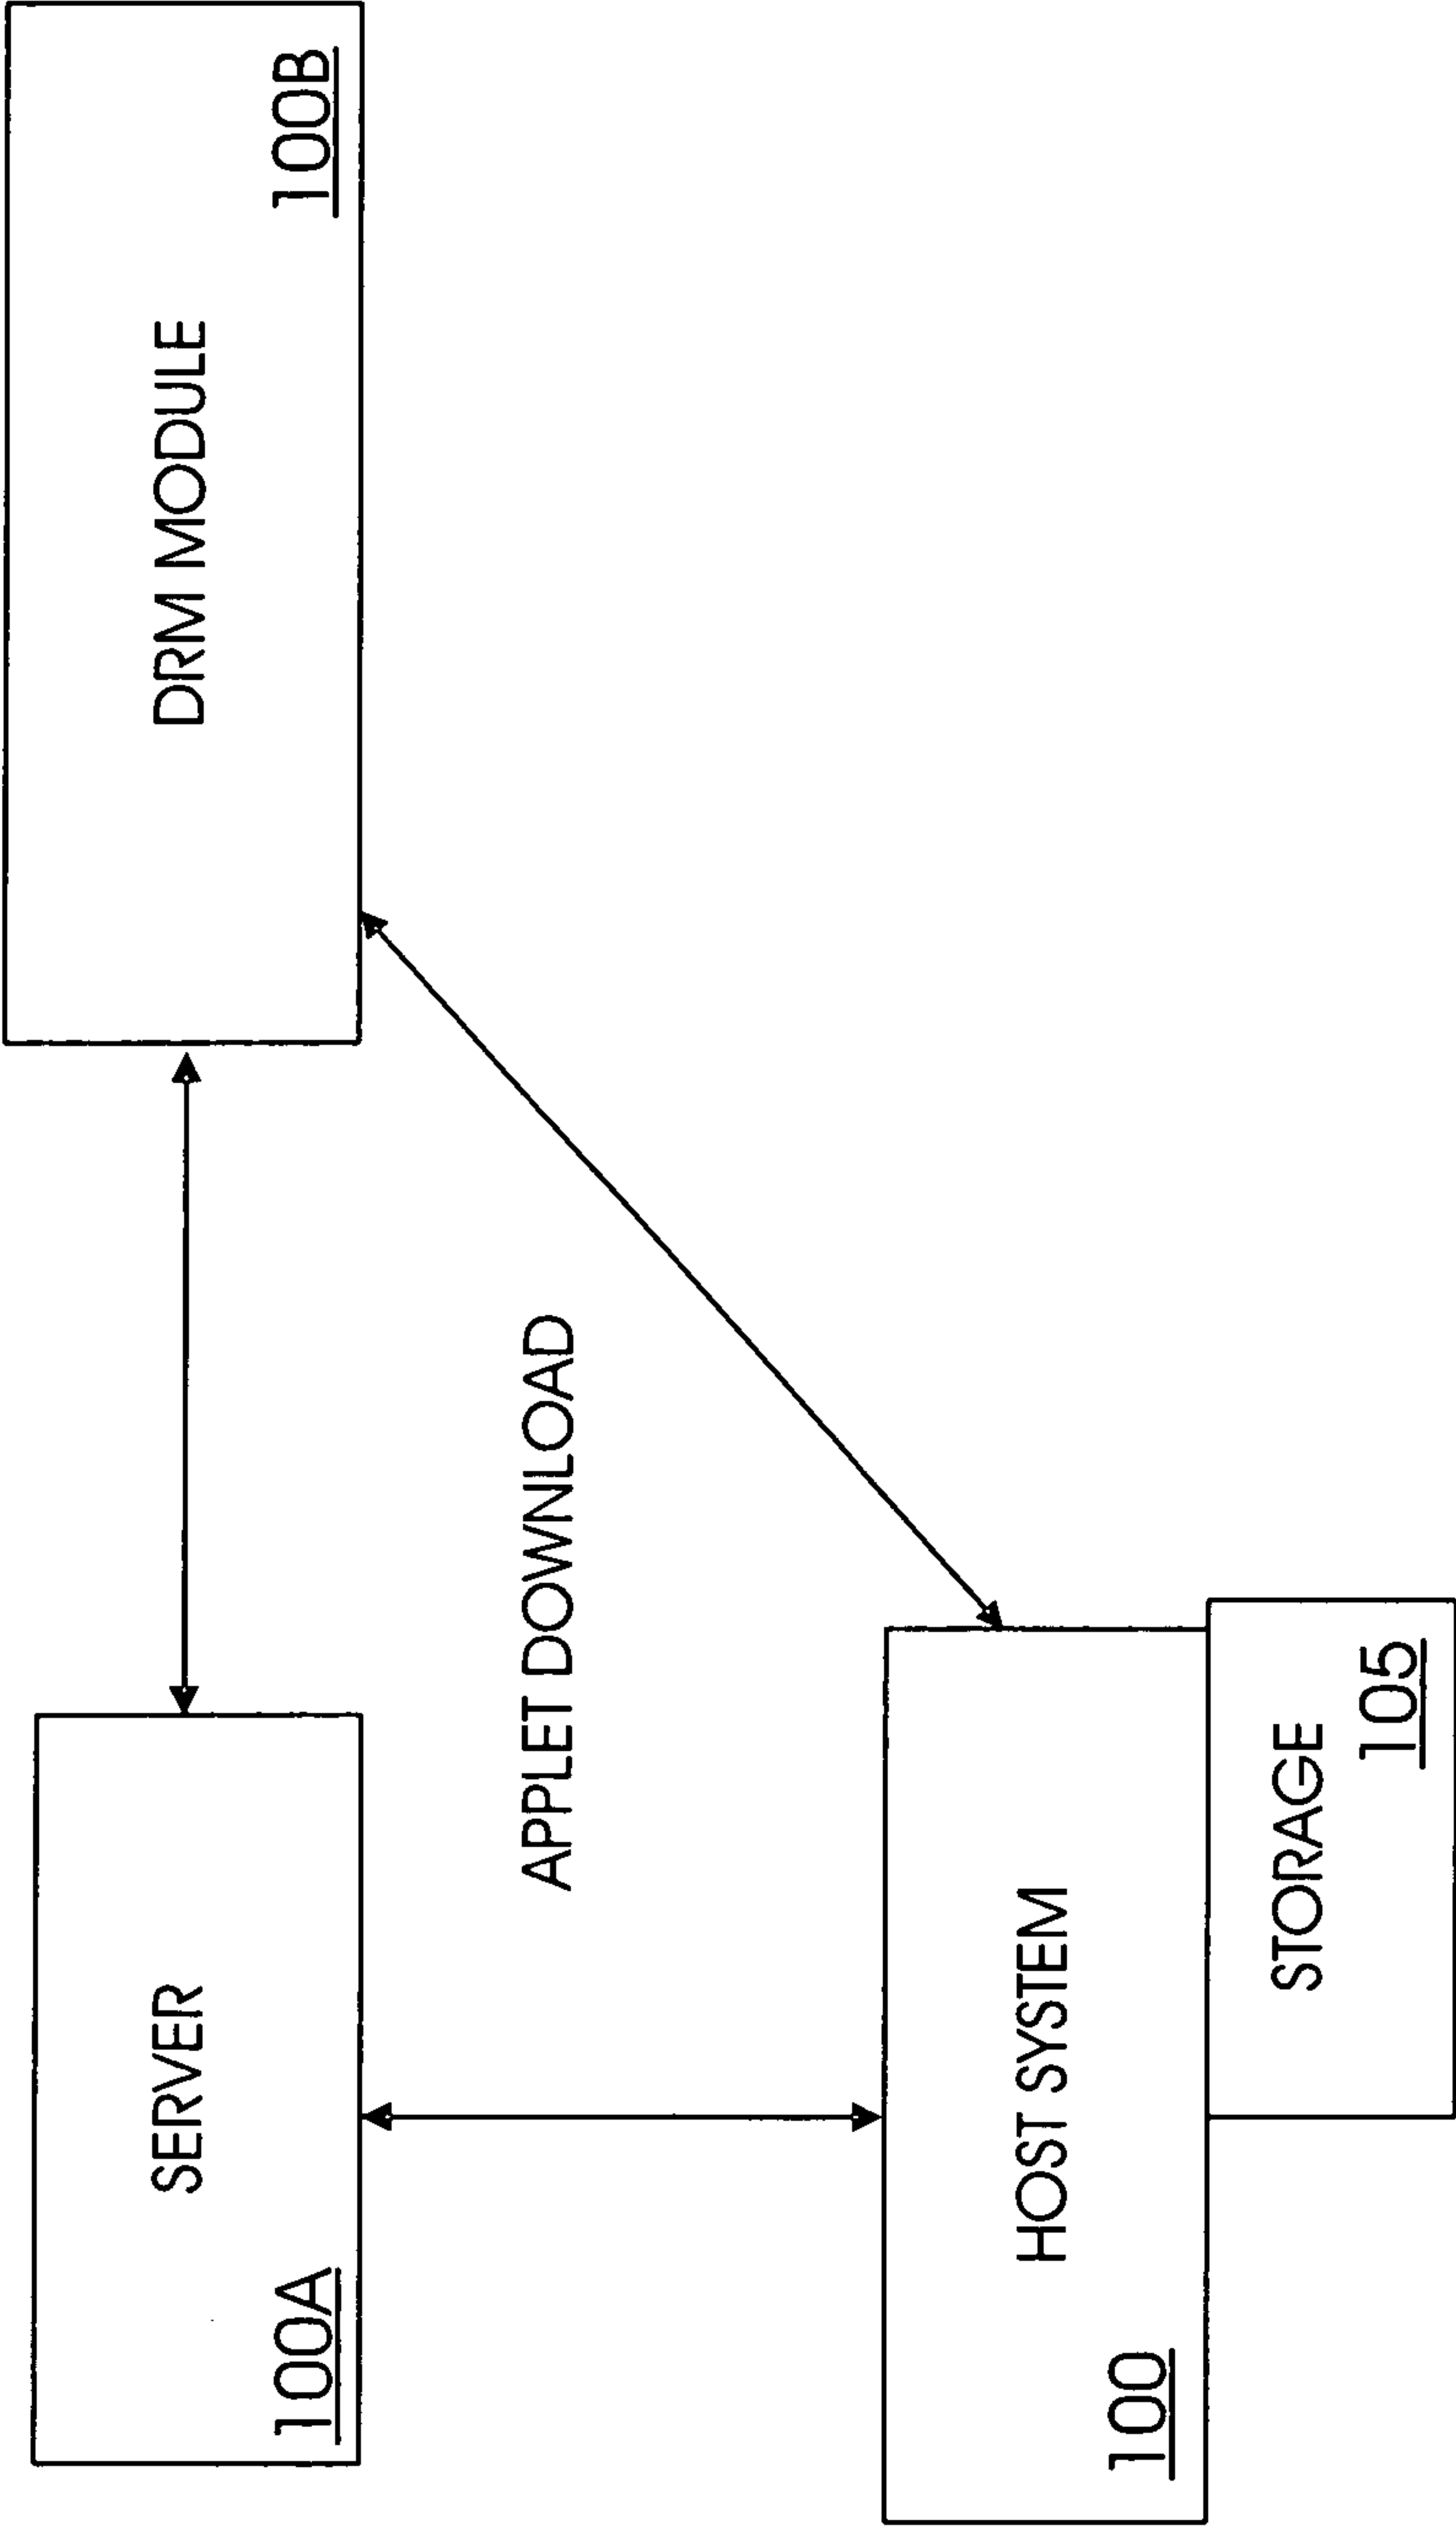 SERVER
100A
DRM MODULE
100B
APPLET DOWNLOAD
HOST SYSTEM
100
STORAGE
105